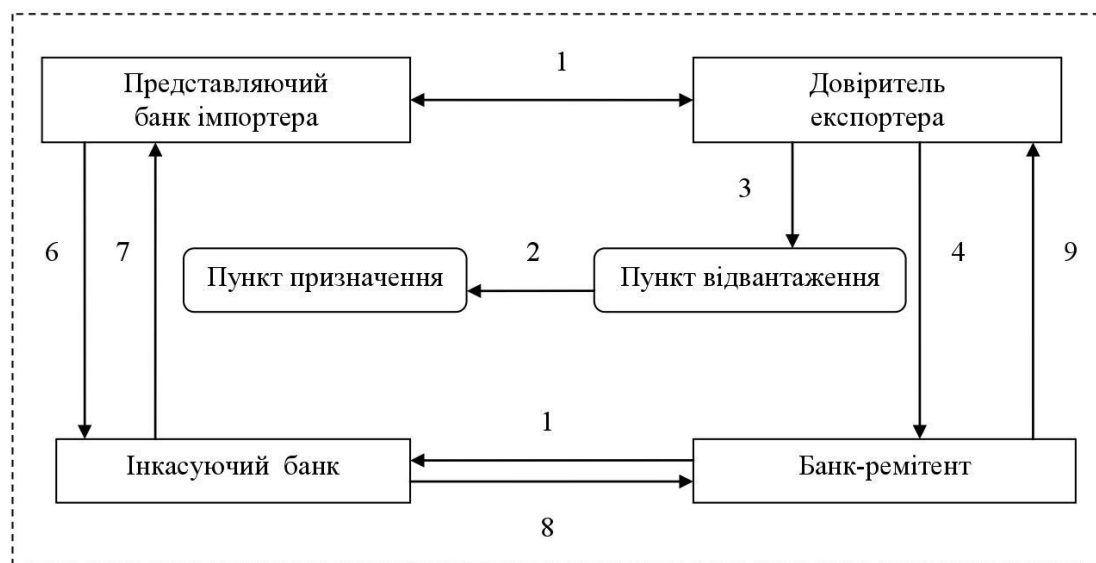 1
Представляючий
банк імпортера
Довіритель
експортера
3
6
7
Пункт призначення
2
Пункт відвантаження
4
9
1
Інкасуючий банк
Банк-ремітент
8